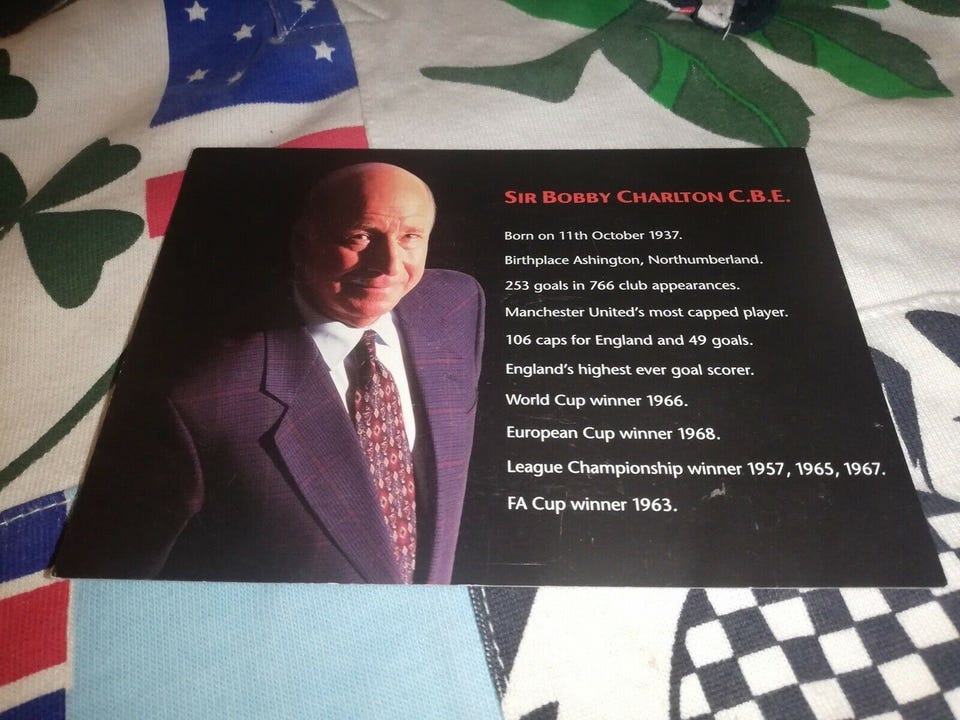 Sir Bobby Charlton C.B.E.
Born on 11th October 1937.
Birthplace Ashington, Northumberland.
253 goals in 766 club appearances.
Manchester United's most capped player.
106 caps for England and 49 goals.
England's highest ever goal scorer.
World Cup winner 1966.
European Cup winner 1968.
League Championship winner 1957, 1965, 1967.
FA Cup winner 1963.